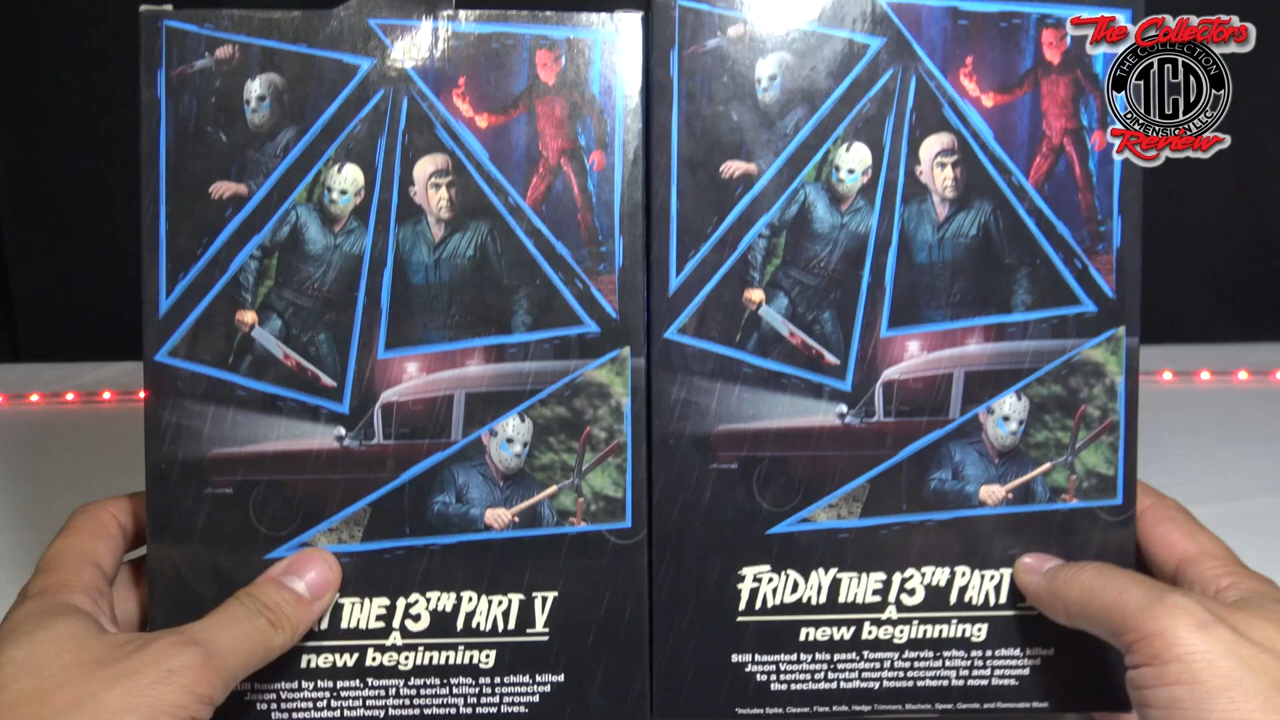 The Collectors
THE COLLECTION
TCD
DIMENSION LLC
Review
Y THE 13TH PART V
A
new beginning
Still haunted by his past, Tommy Jarvis - who, as a child, killed
Jason Voorhees - wonders if the serial killer is connected
to a series of brutal murders occurring in and around
the secluded halfway house where he now lives.
FRIDAY THE 13TH PART
A
new beginning
Still haunted by his past, Tommy Jarvis - who, as a child, killed
Jason Voorhees - wonders if the serial killer is connected
to a series of brutal murders occurring in and around
the secluded halfway house where he now lives.
*Includes Spike, Cleaver, Flare, Knife, Hedge Trimmers, Machete, Spear, Garrote, and Removable Mask.